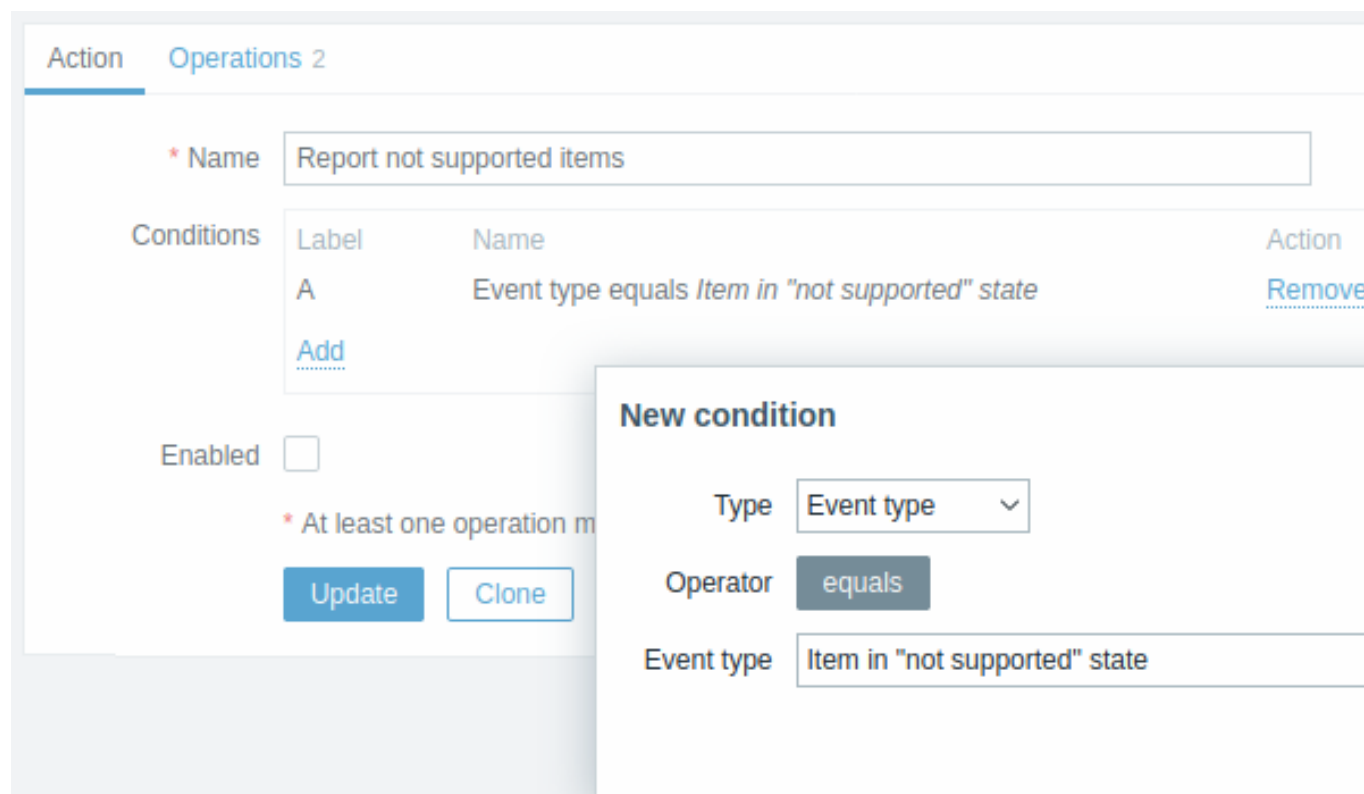 Action Operations 2
* Name Report not supported items
Conditions Label Name Action
A Event type equals Item in "not supported" state Remove
Add
New condition
Enabled
Type Event type
* At least one operation m
Operator equals
Update Clone
Event type Item in "not supported" state